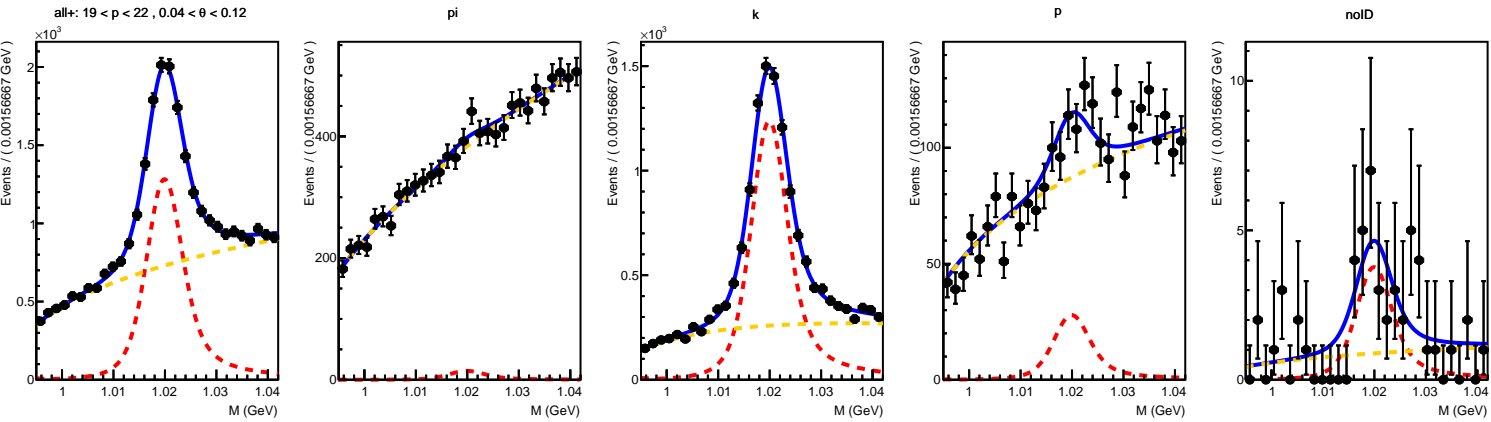 all+: 19 < p < 22 , 0.04 < θ < 0.12
×10³
Events / ( 0.00156667 GeV )
2
1.5
1
0.5
0
1 1.01 1.02 1.03 1.04
M (GeV)
pi
Events / ( 0.00156667 GeV )
400
200
0
1 1.01 1.02 1.03 1.04
M (GeV)
k
×10³
Events / ( 0.00156667 GeV )
1.5
1
0.5
0
1 1.01 1.02 1.03 1.04
M (GeV)
p
Events / ( 0.00156667 GeV )
100
50
0
1 1.01 1.02 1.03 1.04
M (GeV)
noID
Events / ( 0.00156667 GeV )
10
5
0
1 1.01 1.02 1.03 1.04
M (GeV)